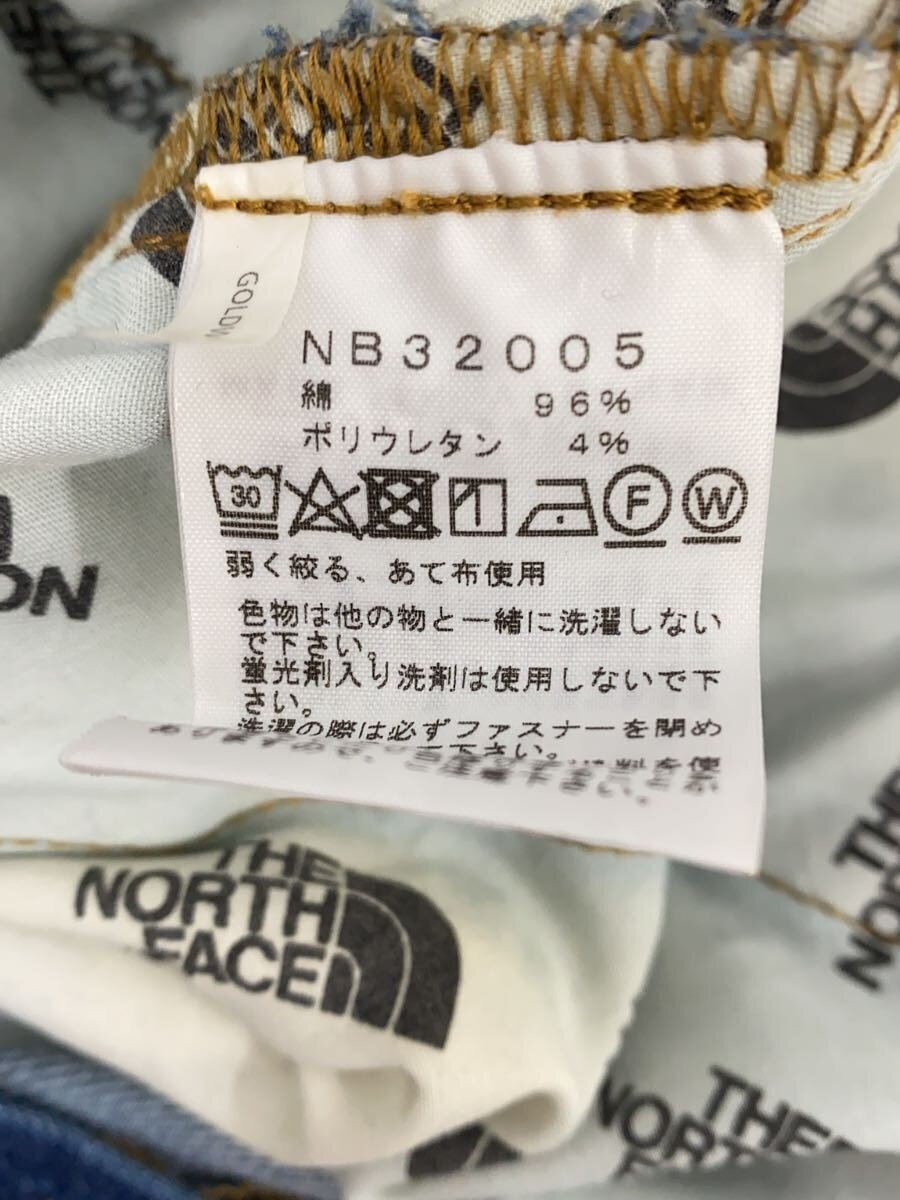 GOLDW
NB32005
綿 96%
ポリウレタン 4%
30
F
W
弱く絞る、あて布使用
色物は他の物と一緒に洗濯しない
で下さい。
蛍光剤入り洗剤は使用しないで下
さい。
洗濯の際は必ずファスナーを閉め
THE
NORTH
FACE
THE
NORTH
THE
NORTH